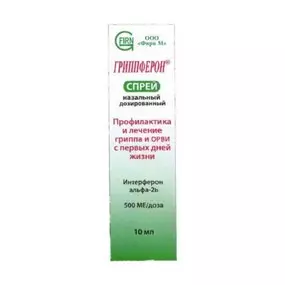 FIRN
ООО
«Фирн М»
ГРИППФЕРОН®
СПРЕЙ
назальный
дозированный
Профилактика
и лечение
гриппа и ОРВИ
с первых дней
жизни
Интерферон
альфа-2b
500 МЕ/доза
10 мл